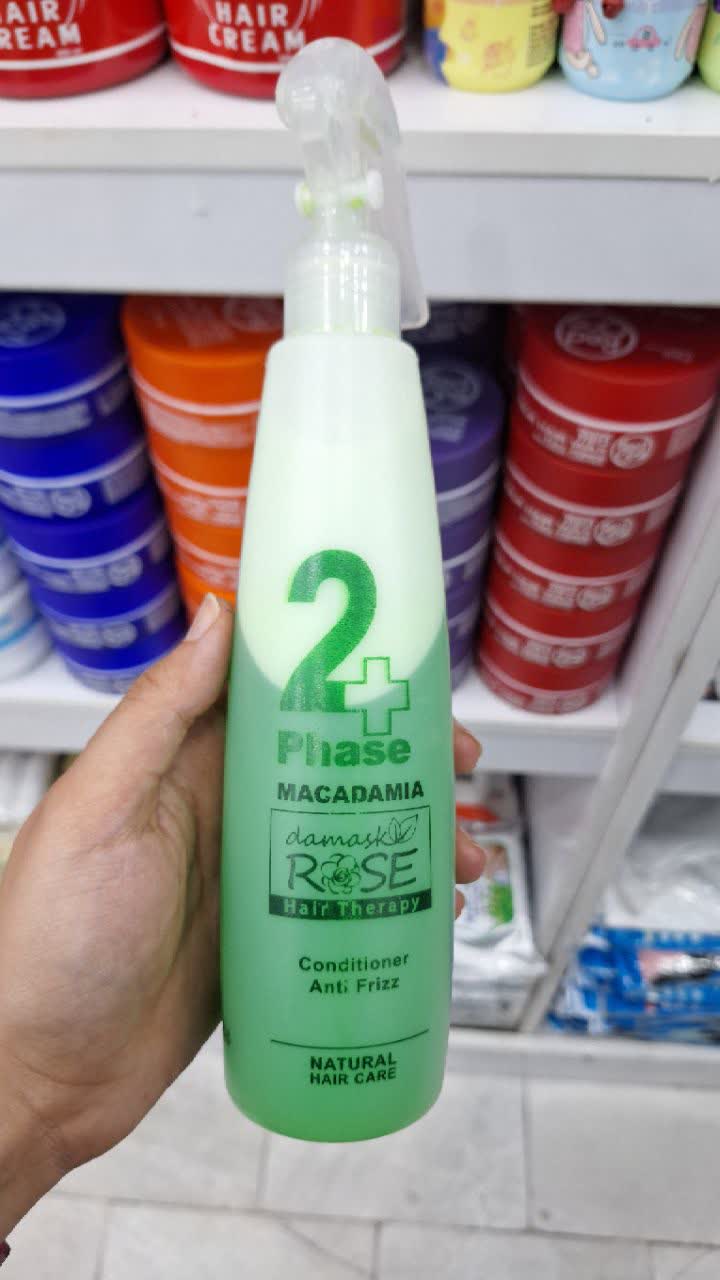 HAIR
CREAM
HAIR
CREAM
2+
Phase
MACADAMIA
damask
ROSE
Hair Therapy
Conditioner
Anti Frizz
NATURAL
HAIR CARE